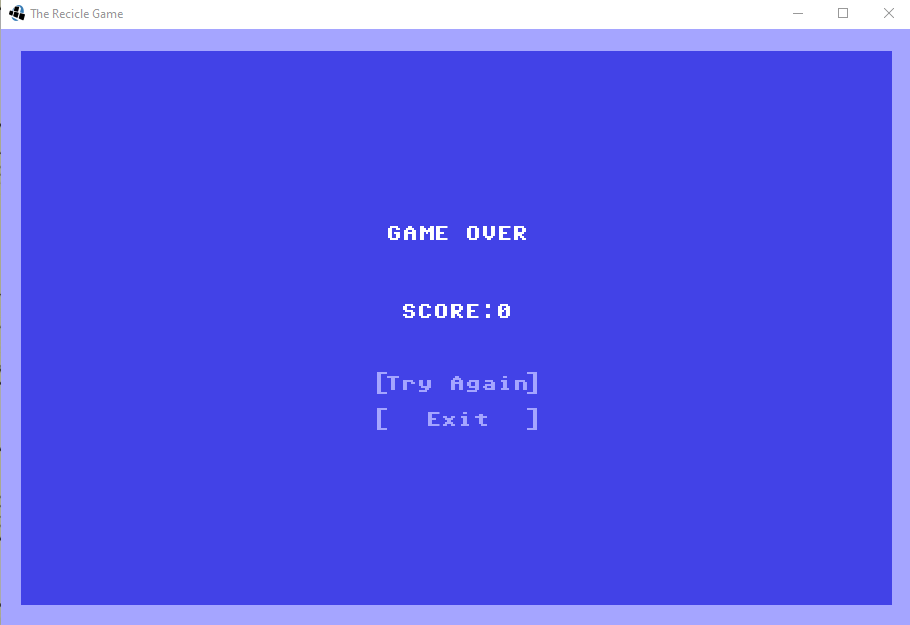 The Recicle Game
GAME OVER
SCORE:0
[Try Again]
[  Exit  ]